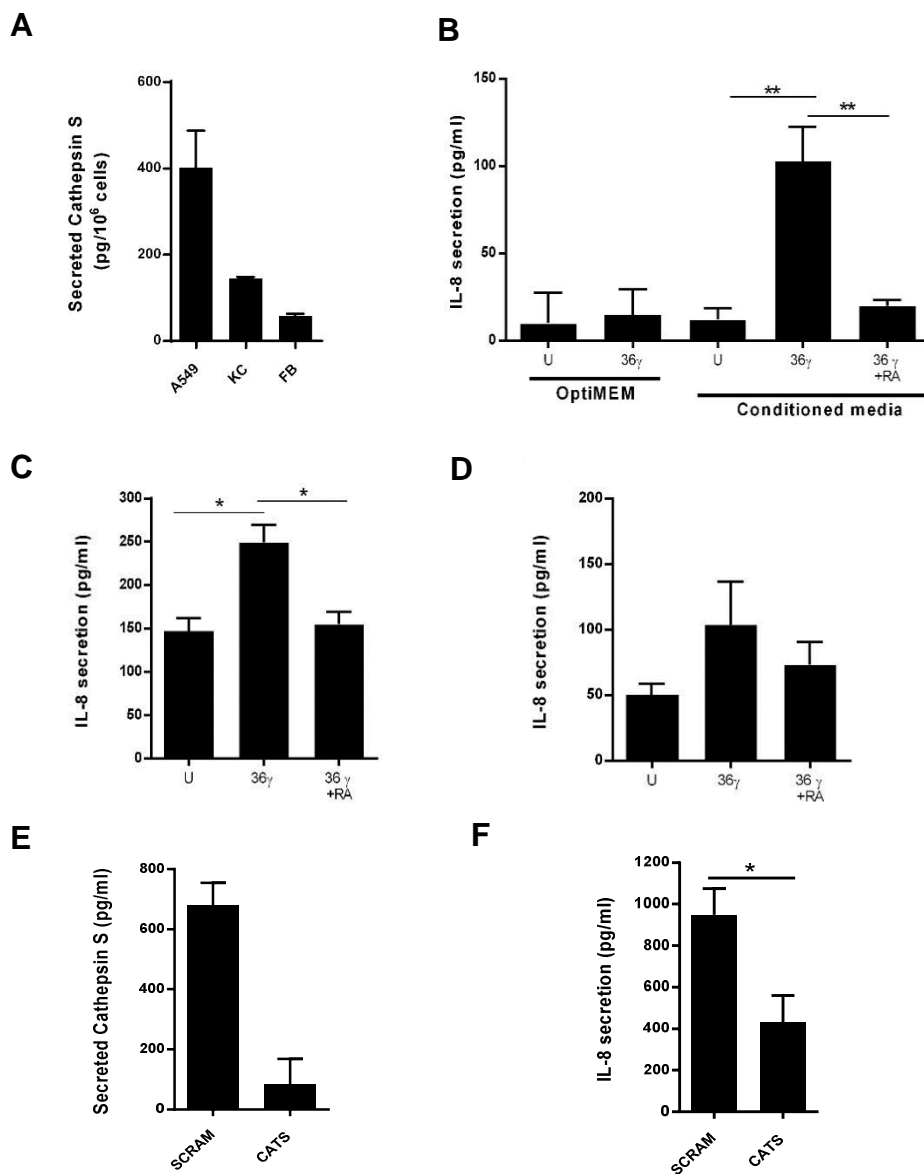 A
Secreted Cathepsin S
(pg/10⁶ cells)
600
400
200
0
A549
KC
FB
B
IL-8 secretion (pg/ml)
150
100
50
0
**
**
U
36γ
U
36γ
36 γ
+RA
OptiMEM
Conditioned media
C
IL-8 secretion (pg/ml)
300
250
200
150
100
50
0
*
*
U
36γ
36 γ
+RA
D
IL-8 secretion (pg/ml)
200
150
100
50
0
U
36γ
36 γ
+RA
E
Secreted Cathepsin S (pg/ml)
800
600
400
200
0
SCRAM
CATS
F
IL-8 secretion (pg/ml)
1200
1000
800
600
400
200
0
*
SCRAM
CATS